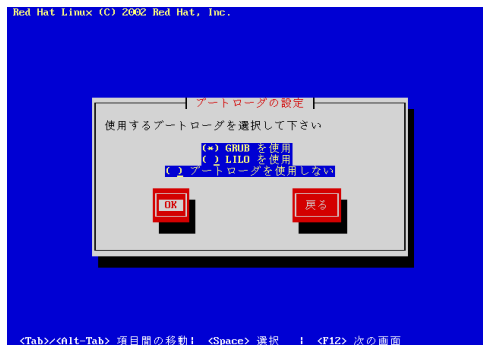 Red Hat Linux (C) 2002 Red Hat, Inc.
ブートローダの設定
使用するブートローダを選択して下さい
(*) GRUB を使用
( ) LILO を使用
( ) ブートローダを使用しない
OK
戻る
<Tab>/<Alt-Tab> 項目間の移動| <Space> 選択 | <F12> 次の画面